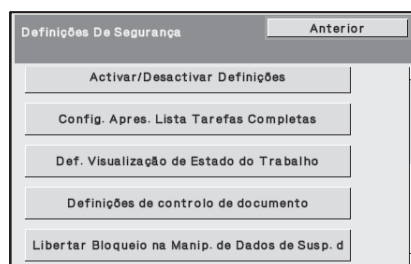 Definições De Segurança
Anterior
Activar/Desactivar Definições
Config. Apres. Lista Tarefas Completas
Def. Visualização de Estado do Trabalho
Definições de controlo de documento
Libertar Bloqueio na Manip. de Dados de Susp. d